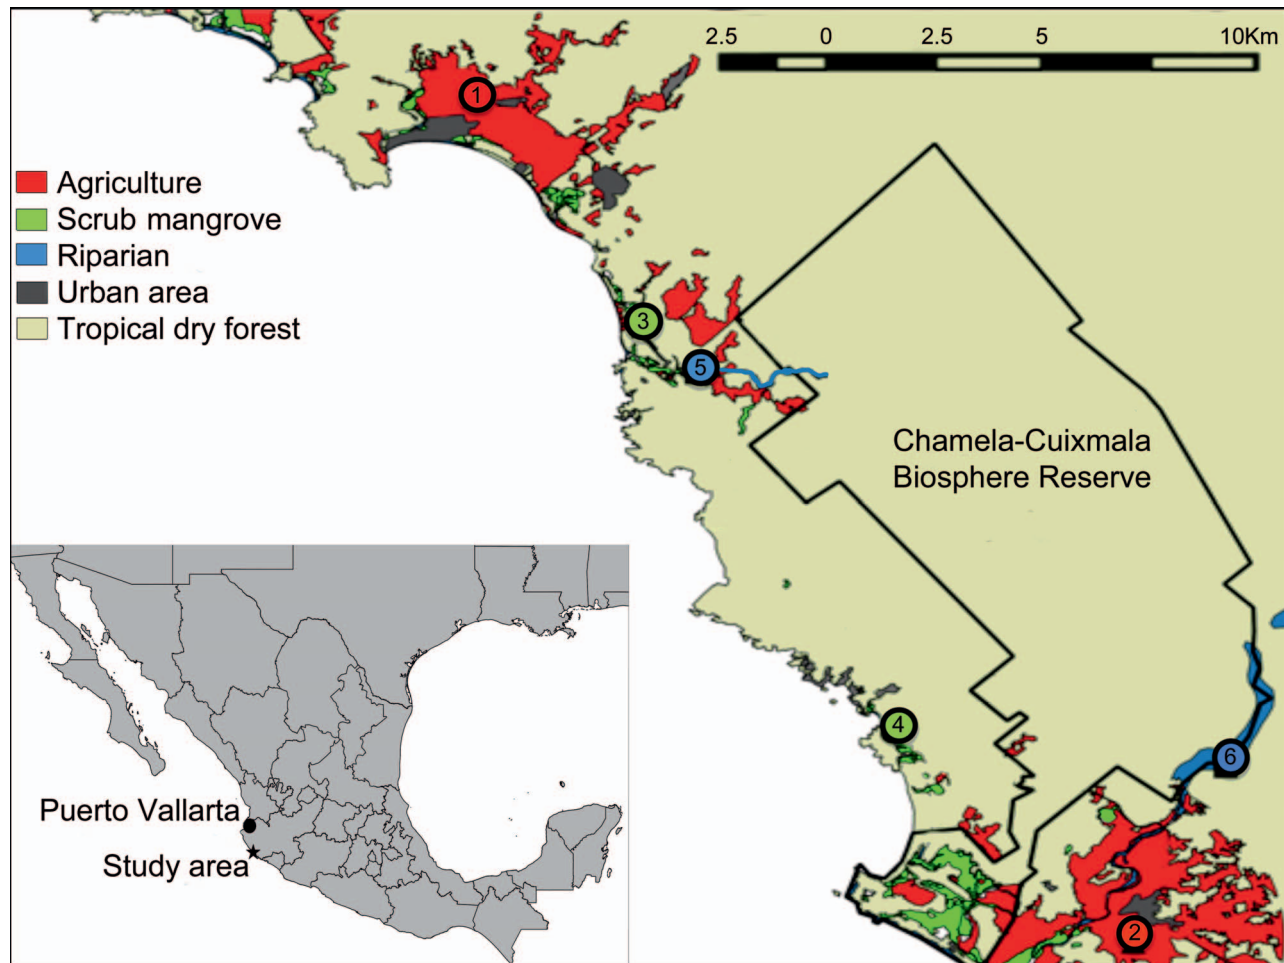 2.5 0 2.5 5 10Km
1
Agriculture
Scrub mangrove
Riparian
Urban area
Tropical dry forest
3
5
Chamela-Cuixmala
Biosphere Reserve
4
6
Puerto Vallarta
Study area
2